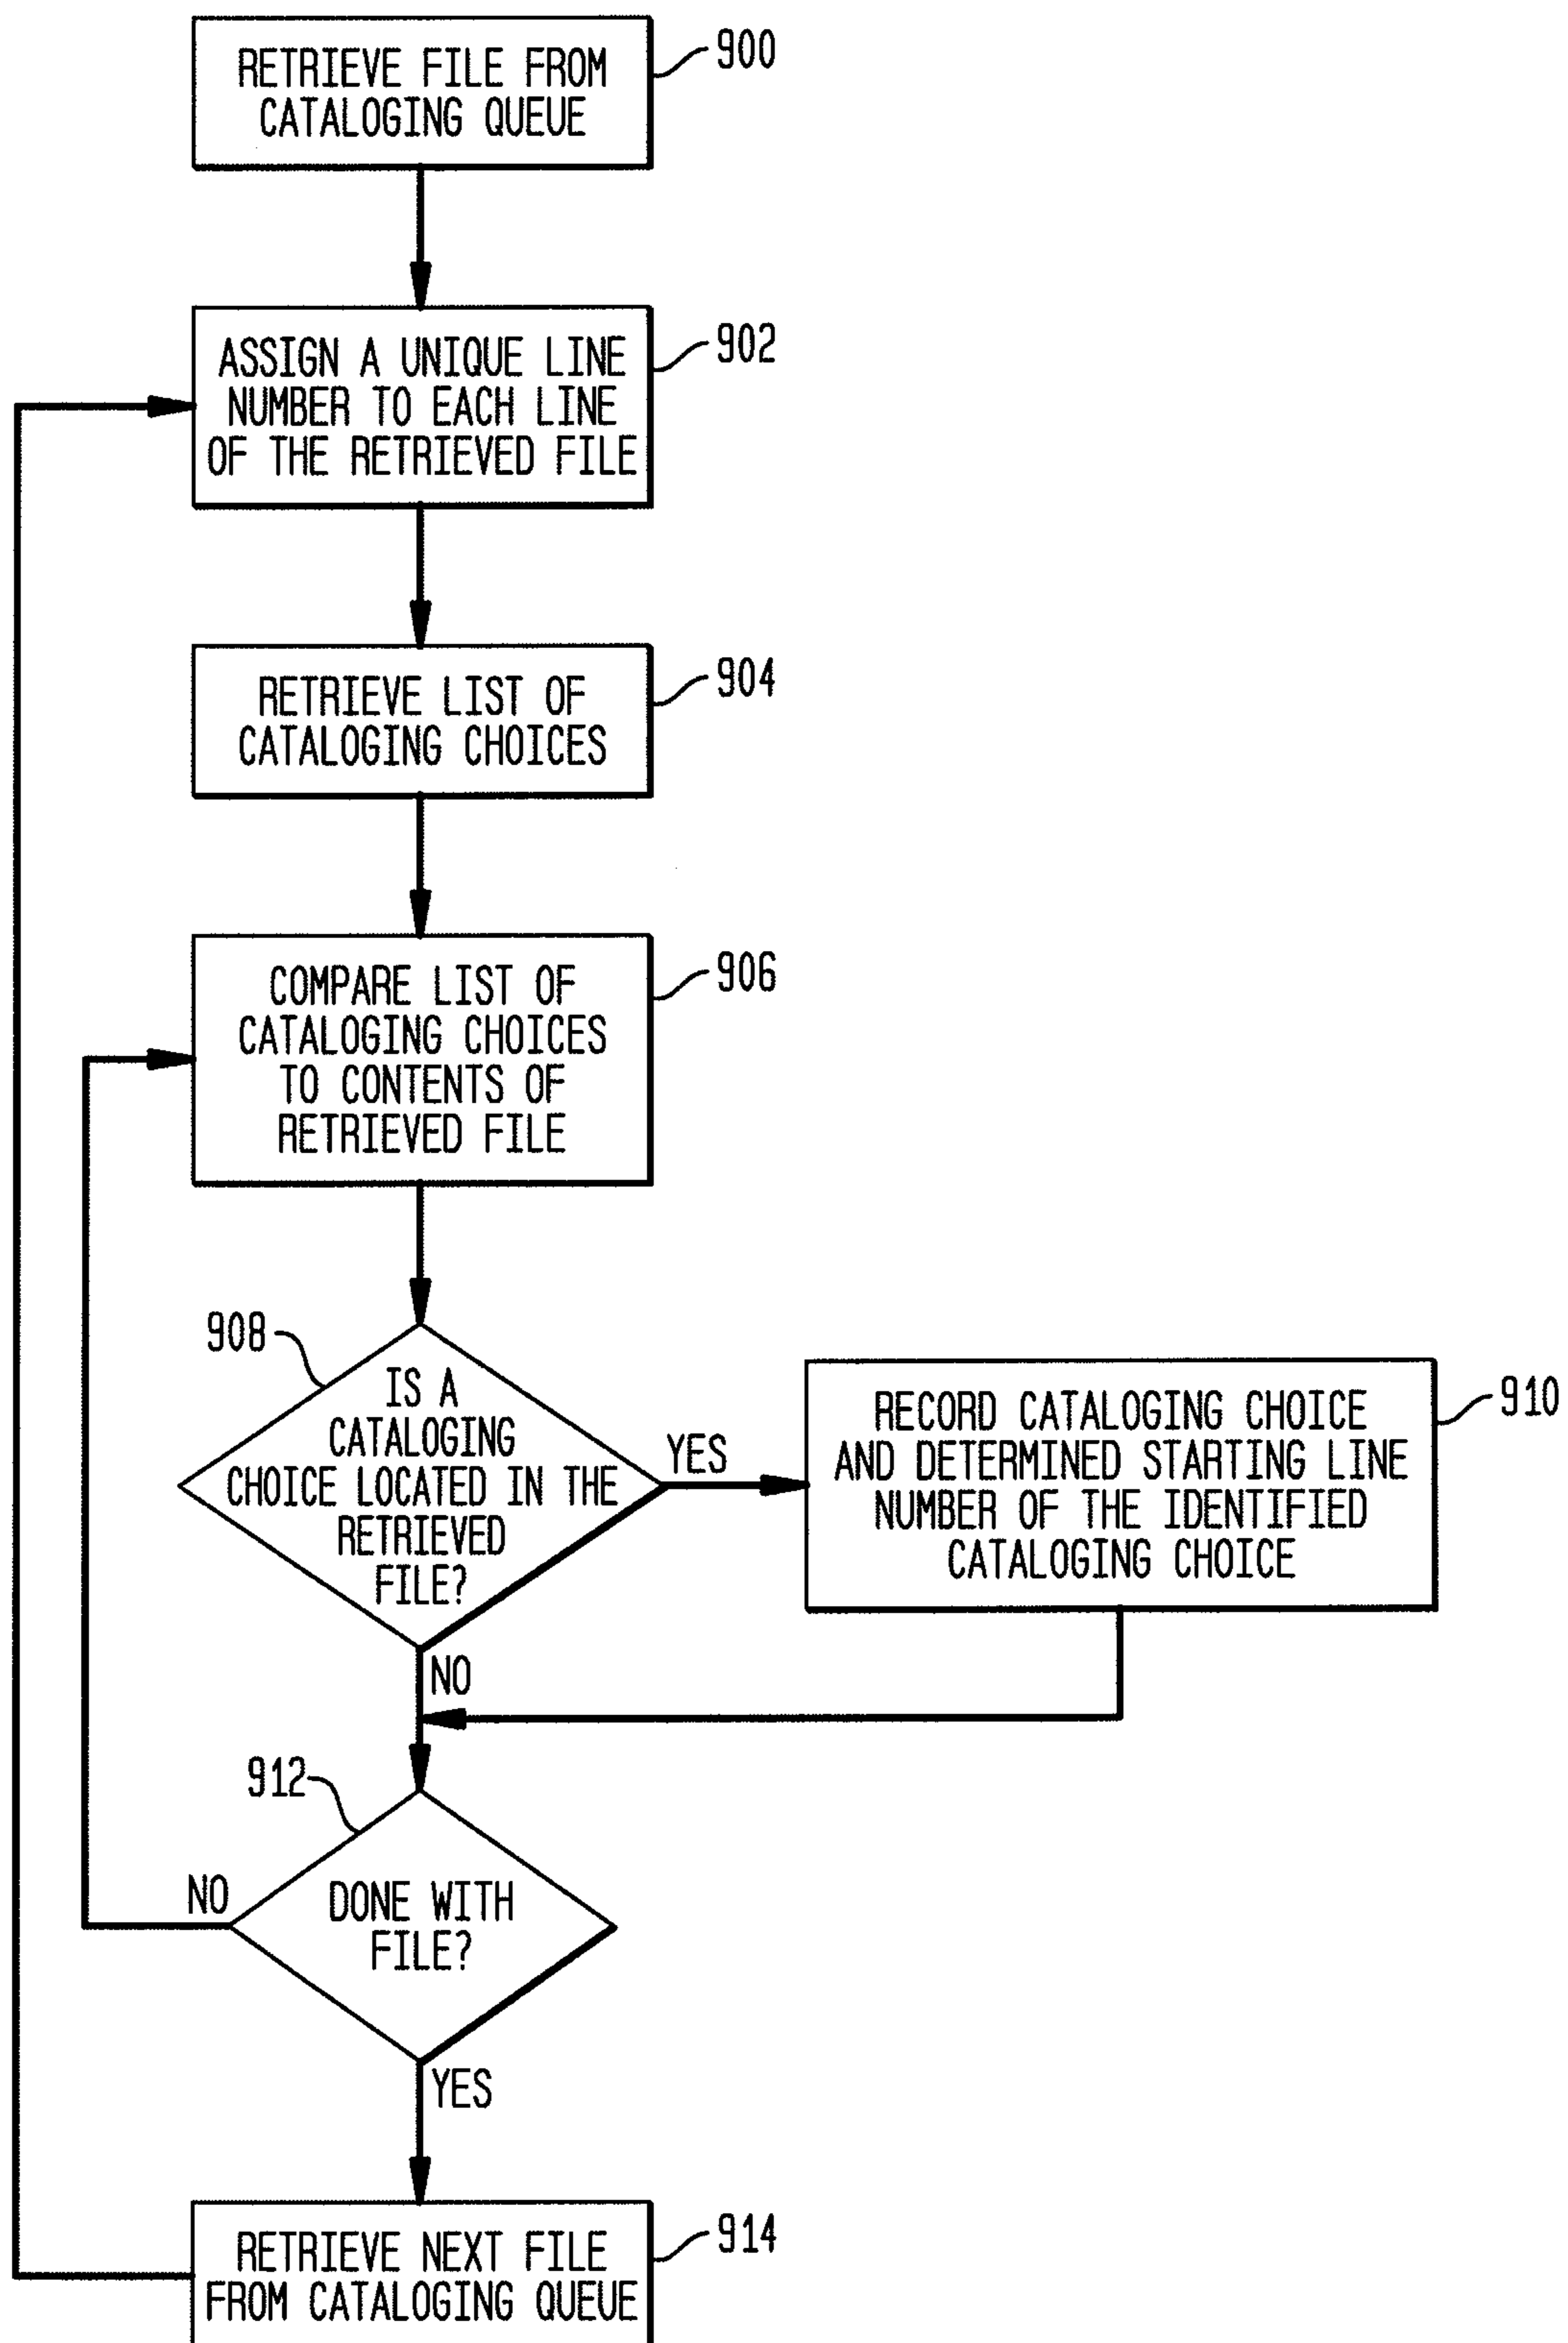 RETRIEVE FILE FROM
CATALOGING QUEUE
900
ASSIGN A UNIQUE LINE
NUMBER TO EACH LINE
OF THE RETRIEVED FILE
902
RETRIEVE LIST OF
CATALOGING CHOICES
904
COMPARE LIST OF
CATALOGING CHOICES
TO CONTENTS OF
RETRIEVED FILE
906
908
IS A
CATALOGING
CHOICE LOCATED IN THE
RETRIEVED
FILE?
YES
RECORD CATALOGING CHOICE
AND DETERMINED STARTING LINE
NUMBER OF THE IDENTIFIED
CATALOGING CHOICE
910
NO
912
DONE WITH
FILE?
NO
YES
RETRIEVE NEXT FILE
FROM CATALOGING QUEUE
914